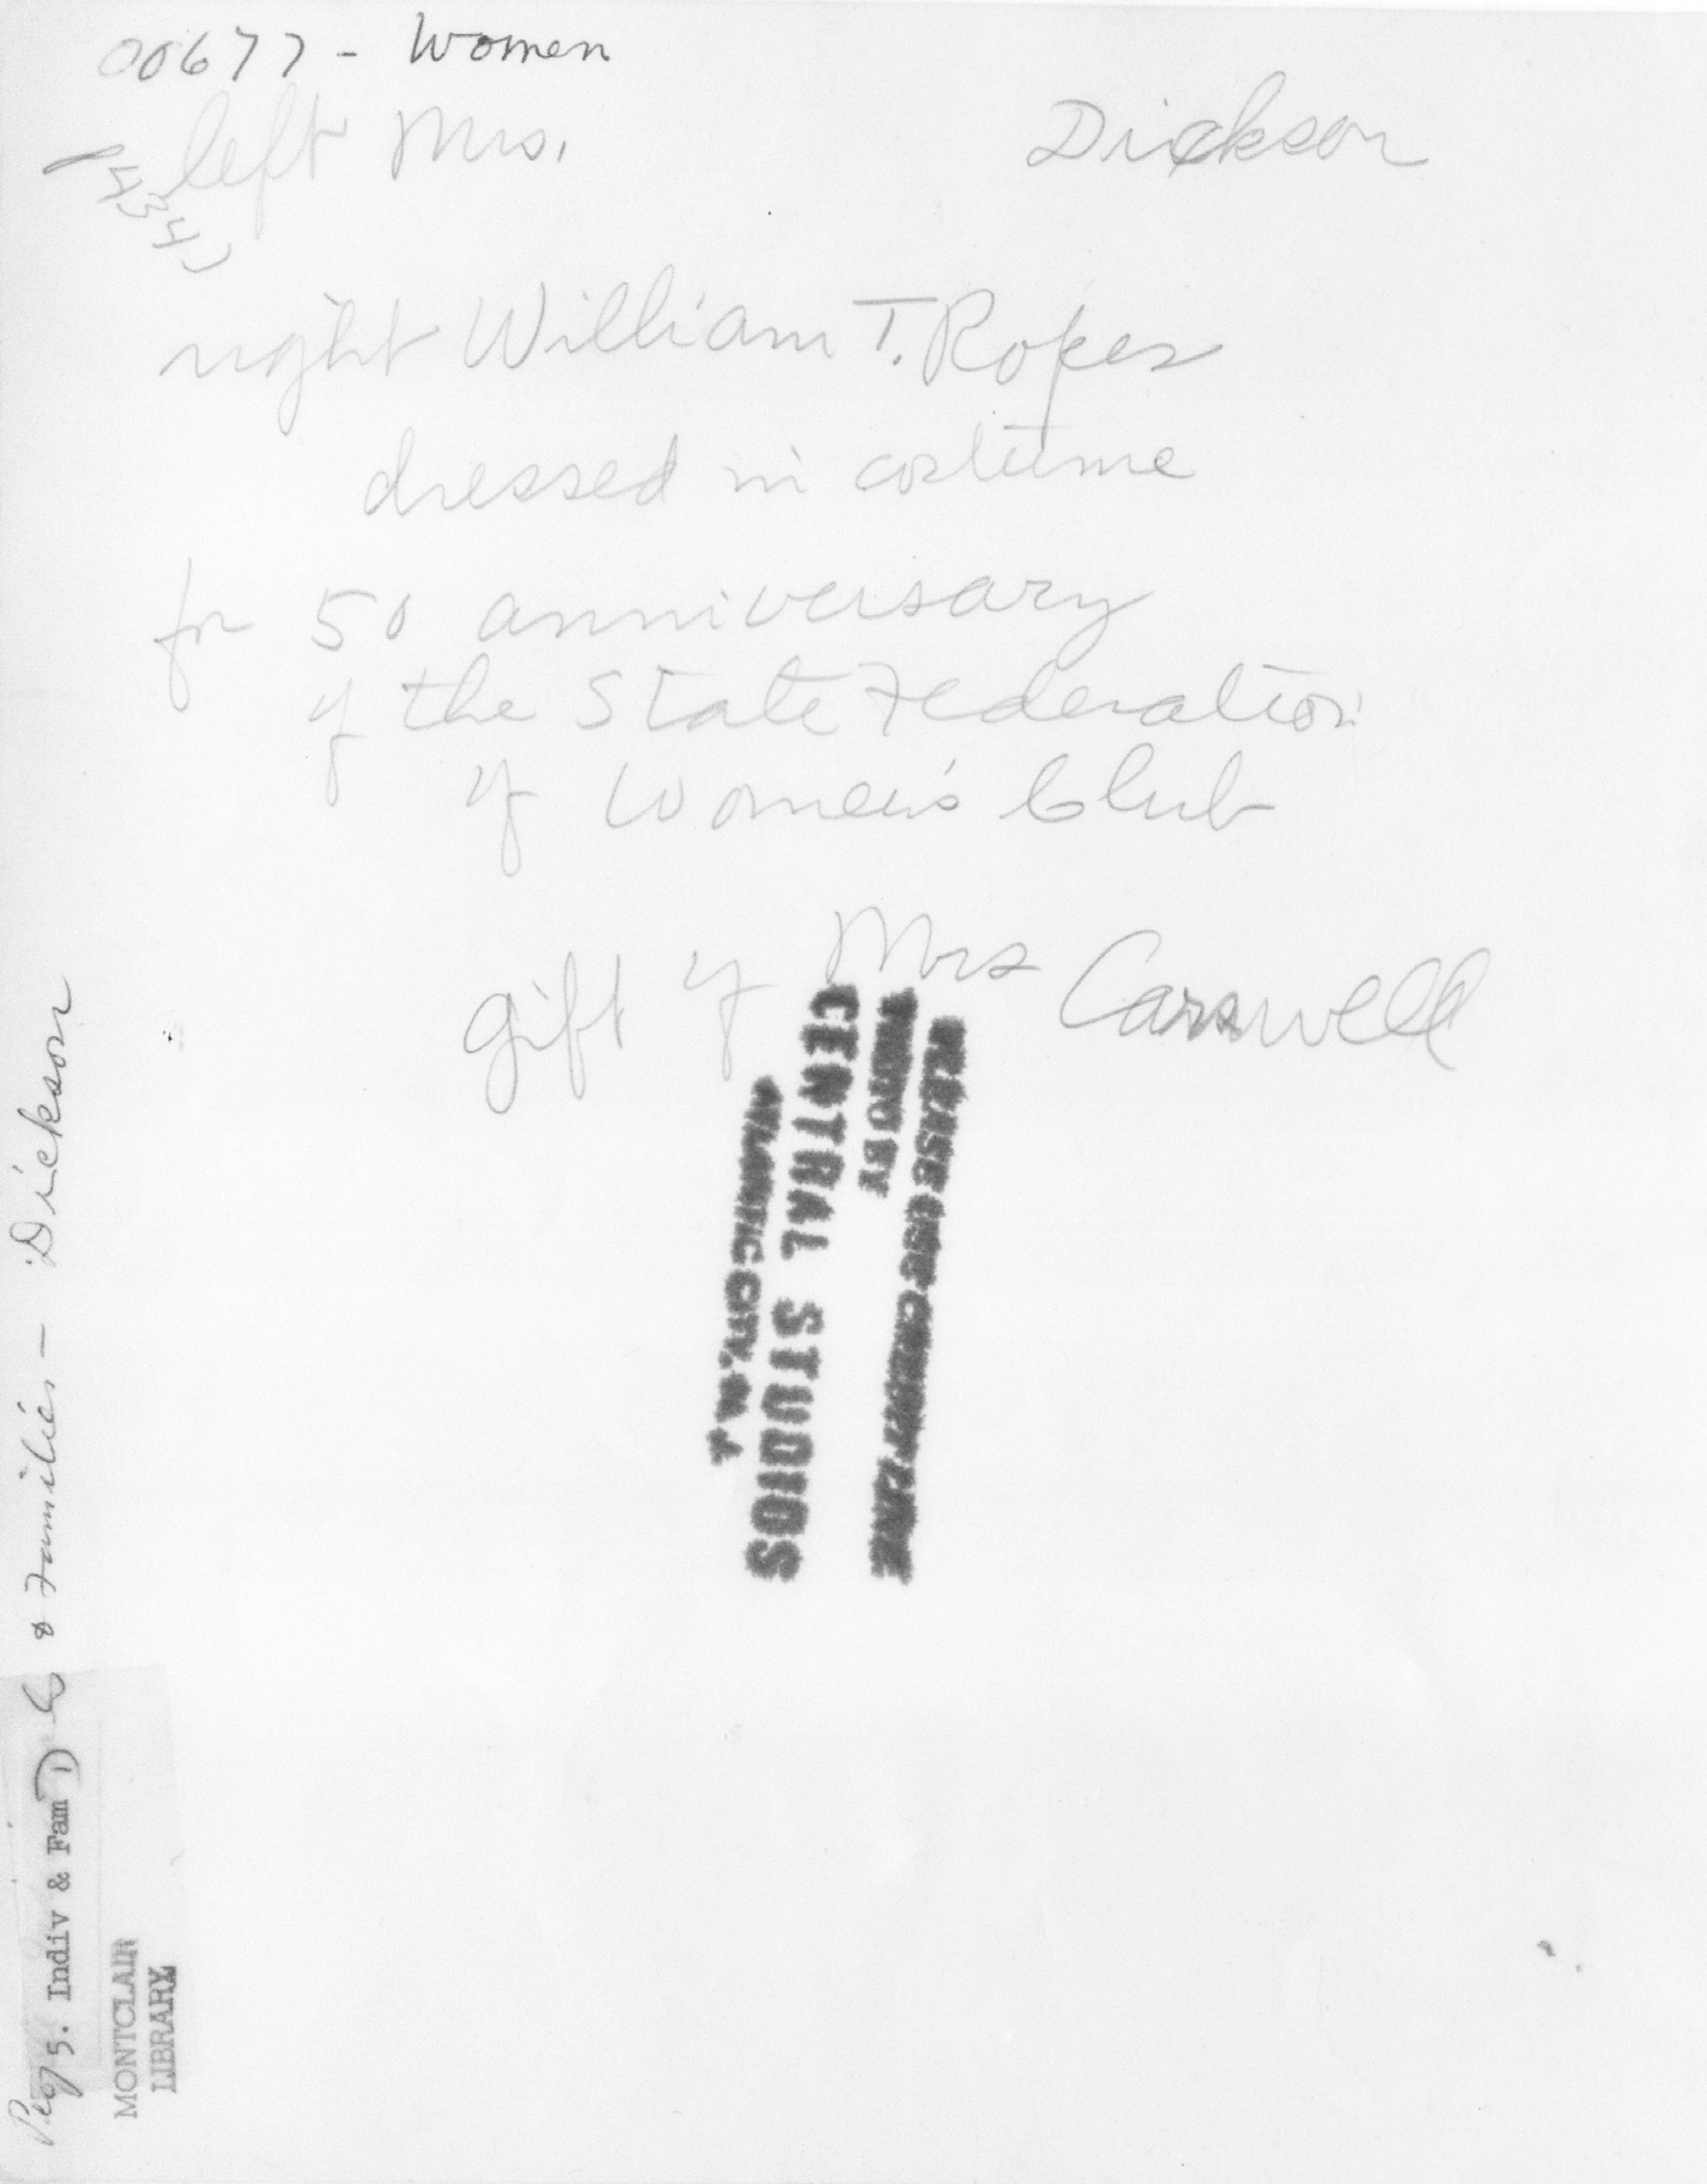 00677 - Women
left Mrs. Dickson
right William T. Ropes
dressed in costume
for 50 anniversary
of the State Federation
of Women's Club
gift of Mrs Carswell
PLEASE USE CREDIT LINE
PHOTO BY
CENTRAL STUDIOS
ATLANTIC CITY, N. J.
& Families - Dickson
5. Indiv & Fam
MONTCLAIR
LIBRARY